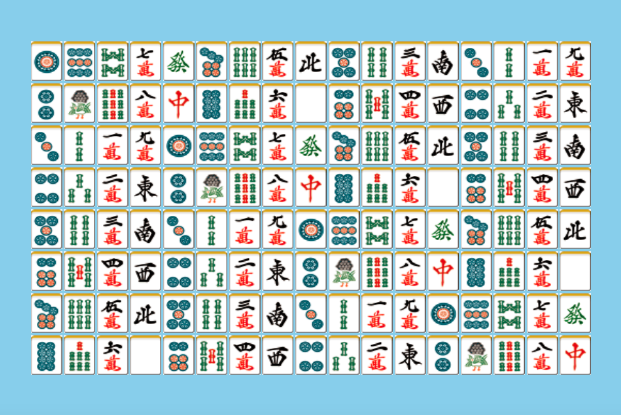 七萬 發 伍萬 北 三萬 南 一萬 九萬
八萬 中 六萬 四萬 西 二萬 東
一萬 九萬 七萬 發 伍萬 北 三萬 南
二萬 東 八萬 中 六萬 四萬 西
三萬 南 一萬 九萬 七萬 發 伍萬 北
四萬 西 二萬 東 八萬 中 六萬
伍萬 北 三萬 南 一萬 九萬 七萬 發
六萬 四萬 西 二萬 東 八萬 中